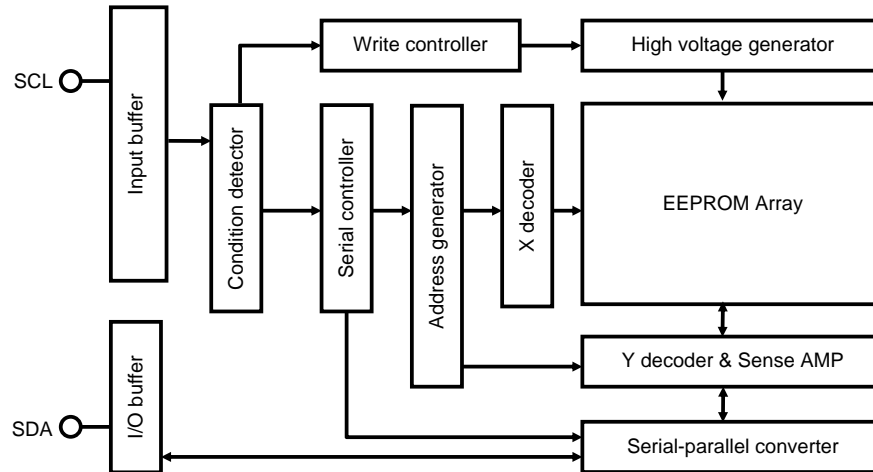 Write controller
High voltage generator
SCL
Input buffer
Condition detector
Serial controller
Address generator
X decoder
EEPROM Array
Y decoder & Sense AMP
I/O buffer
SDA
Serial-parallel converter